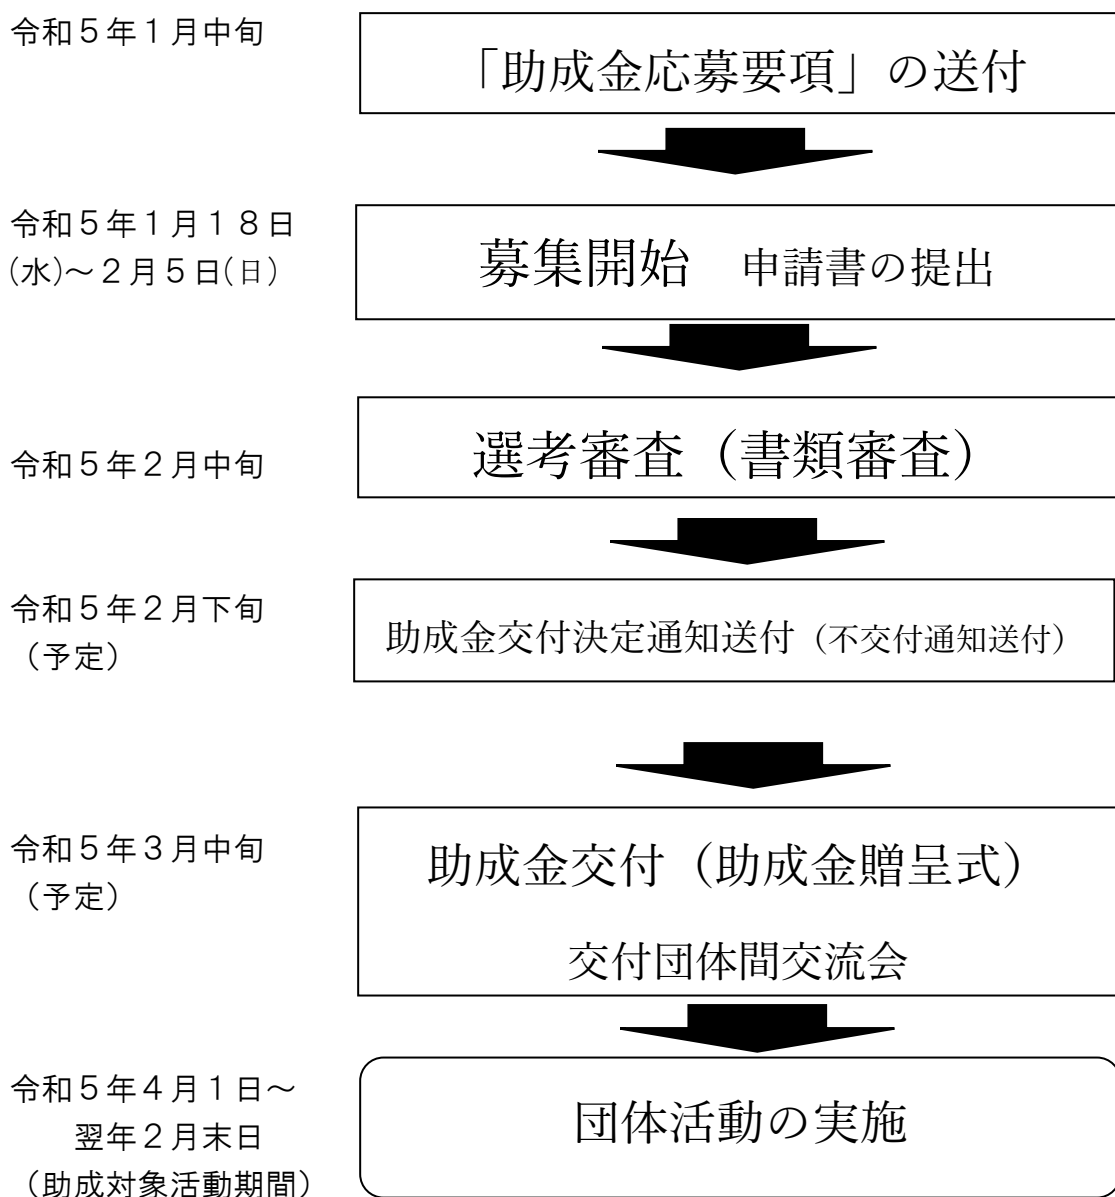 令和５年１月中旬
「助成金応募要項」の送付
令和５年１月１８日
(水)～２月５日(日)
募集開始　申請書の提出
令和５年２月中旬
選考審査（書類審査）
令和５年２月下旬
（予定）
助成金交付決定通知送付（不交付通知送付）
令和５年３月中旬
（予定）
助成金交付（助成金贈呈式）
交付団体間交流会
令和５年４月１日～
翌年２月末日
（助成対象活動期間）
団体活動の実施